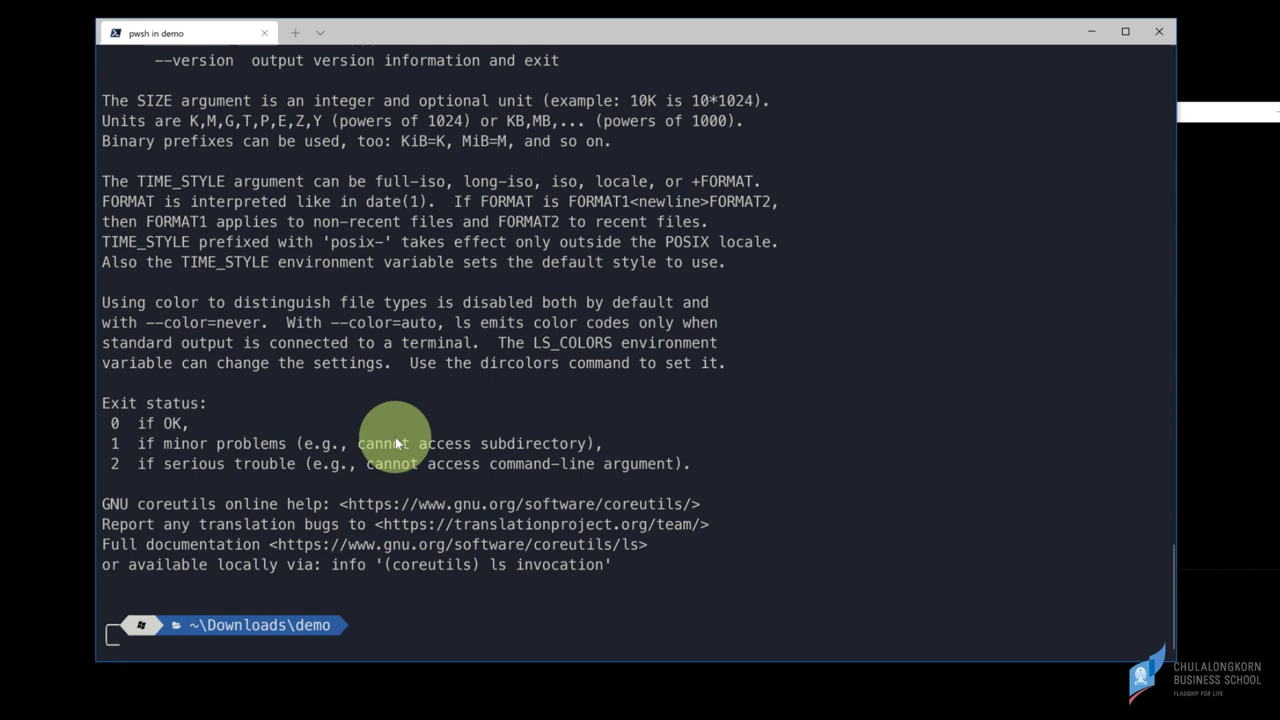 pwsh in demo
--version  output version information and exit
The SIZE argument is an integer and optional unit (example: 10K is 10*1024).
Units are K,M,G,T,P,E,Z,Y (powers of 1024) or KB,MB,... (powers of 1000).
Binary prefixes can be used, too: KiB=K, MiB=M, and so on.
The TIME_STYLE argument can be full-iso, long-iso, iso, locale, or +FORMAT.
FORMAT is interpreted like in date(1).  If FORMAT is FORMAT1<newline>FORMAT2,
then FORMAT1 applies to non-recent files and FORMAT2 to recent files.
TIME_STYLE prefixed with 'posix-' takes effect only outside the POSIX locale.
Also the TIME_STYLE environment variable sets the default style to use.
Using color to distinguish file types is disabled both by default and
with --color=never.  With --color=auto, ls emits color codes only when
standard output is connected to a terminal.  The LS_COLORS environment
variable can change the settings.  Use the dircolors command to set it.
Exit status:
0  if OK,
1  if minor problems (e.g., cannot access subdirectory),
2  if serious trouble (e.g., cannot access command-line argument).
GNU coreutils online help: <https://www.gnu.org/software/coreutils/>
Report any translation bugs to <https://translationproject.org/team/>
Full documentation <https://www.gnu.org/software/coreutils/ls>
or available locally via: info '(coreutils) ls invocation'
~\Downloads\demo
CHULALONGKORN
BUSINESS SCHOOL
FLAGSHIP FOR LIFE